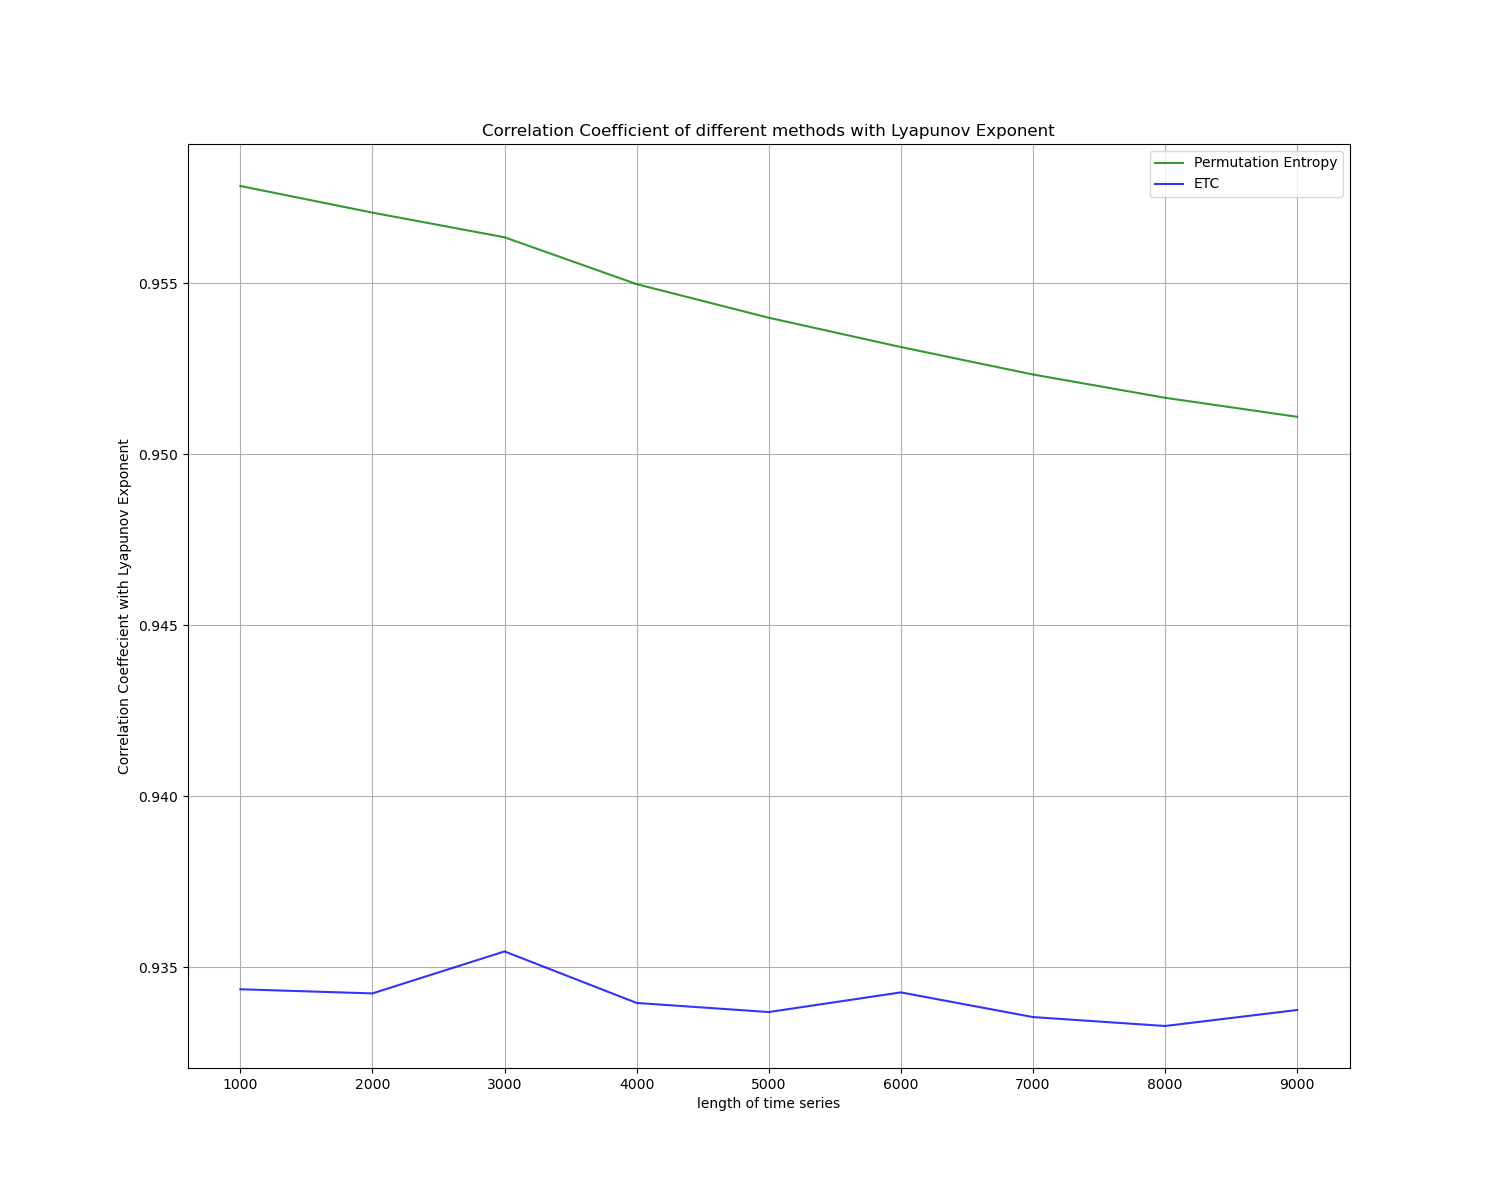 Correlation Coefficient of different methods with Lyapunov Exponent
Permutation Entropy
ETC
Correlation Coeffecient with Lyapunov Exponent
0.955
0.950
0.945
0.940
0.935
1000 2000 3000 4000 5000 6000 7000 8000 9000
length of time series